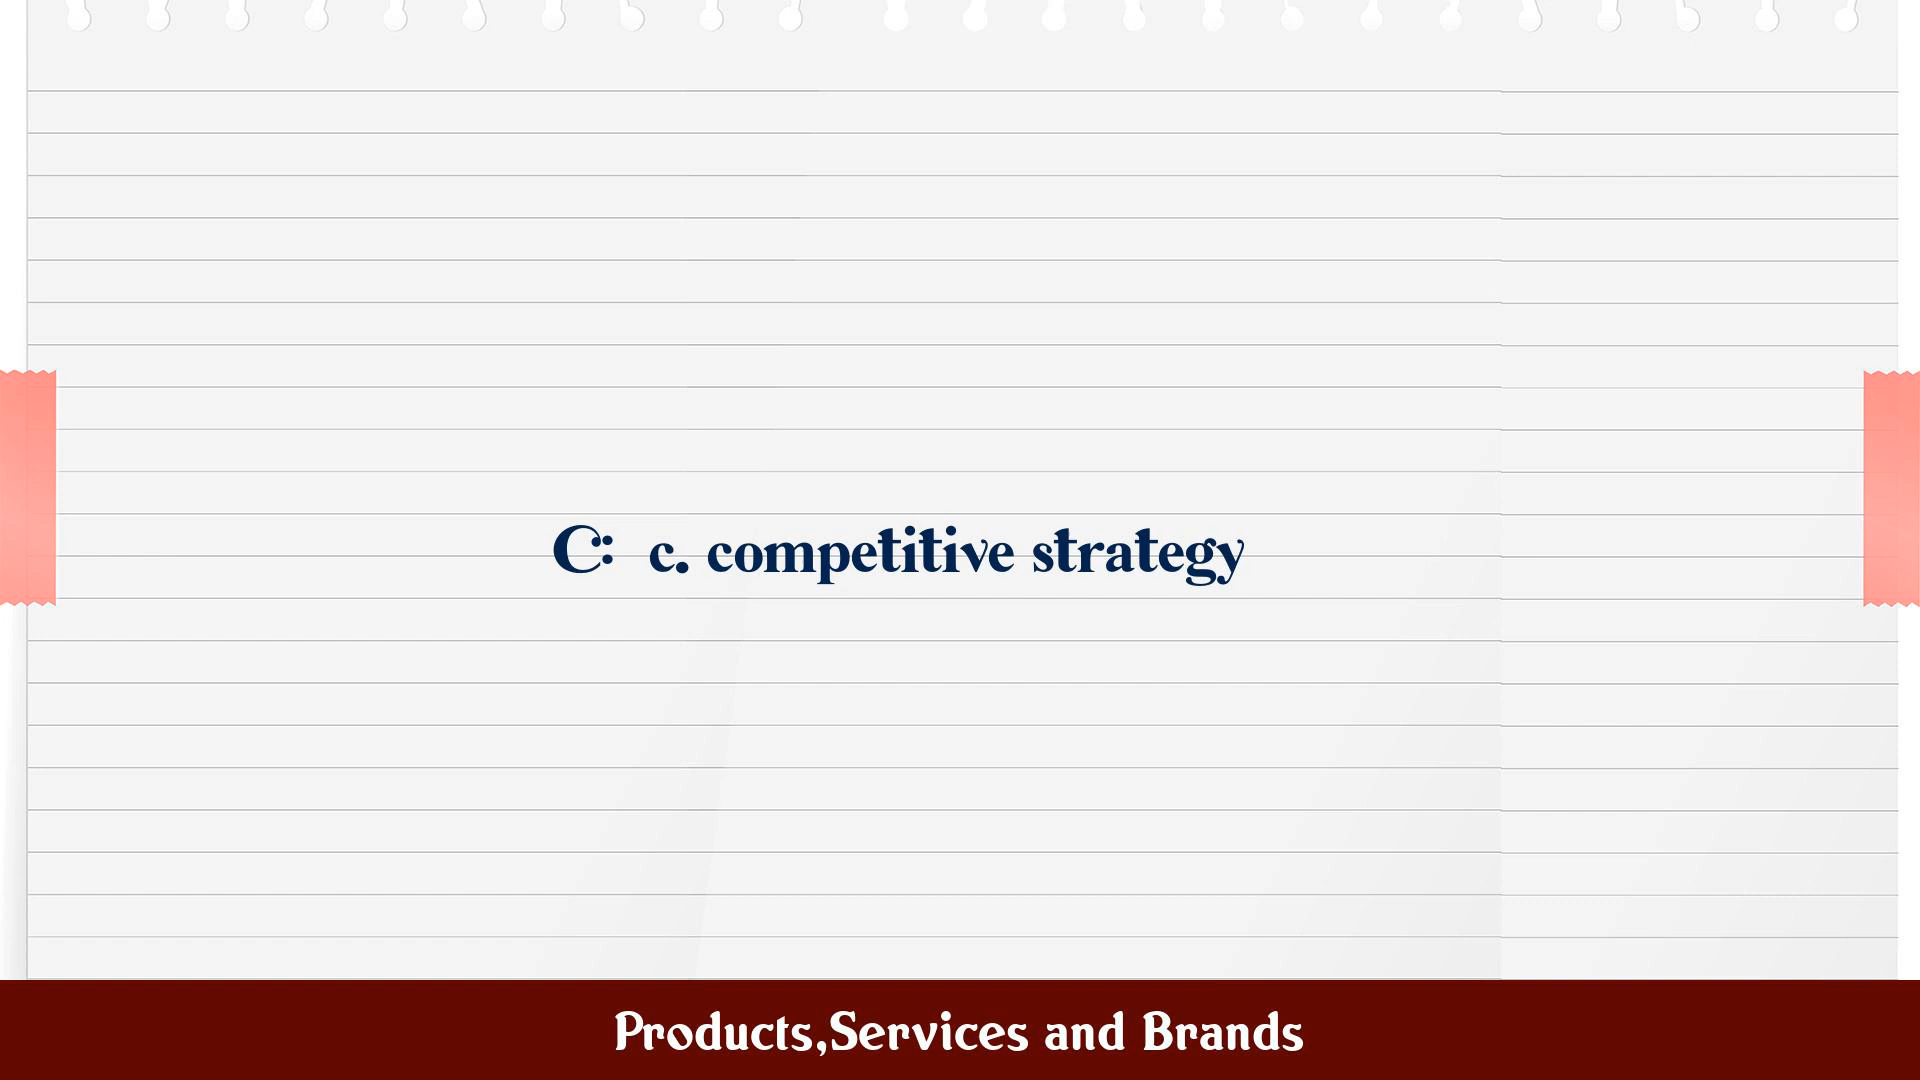 C: c. competitive strategy
Products,Services and Brands